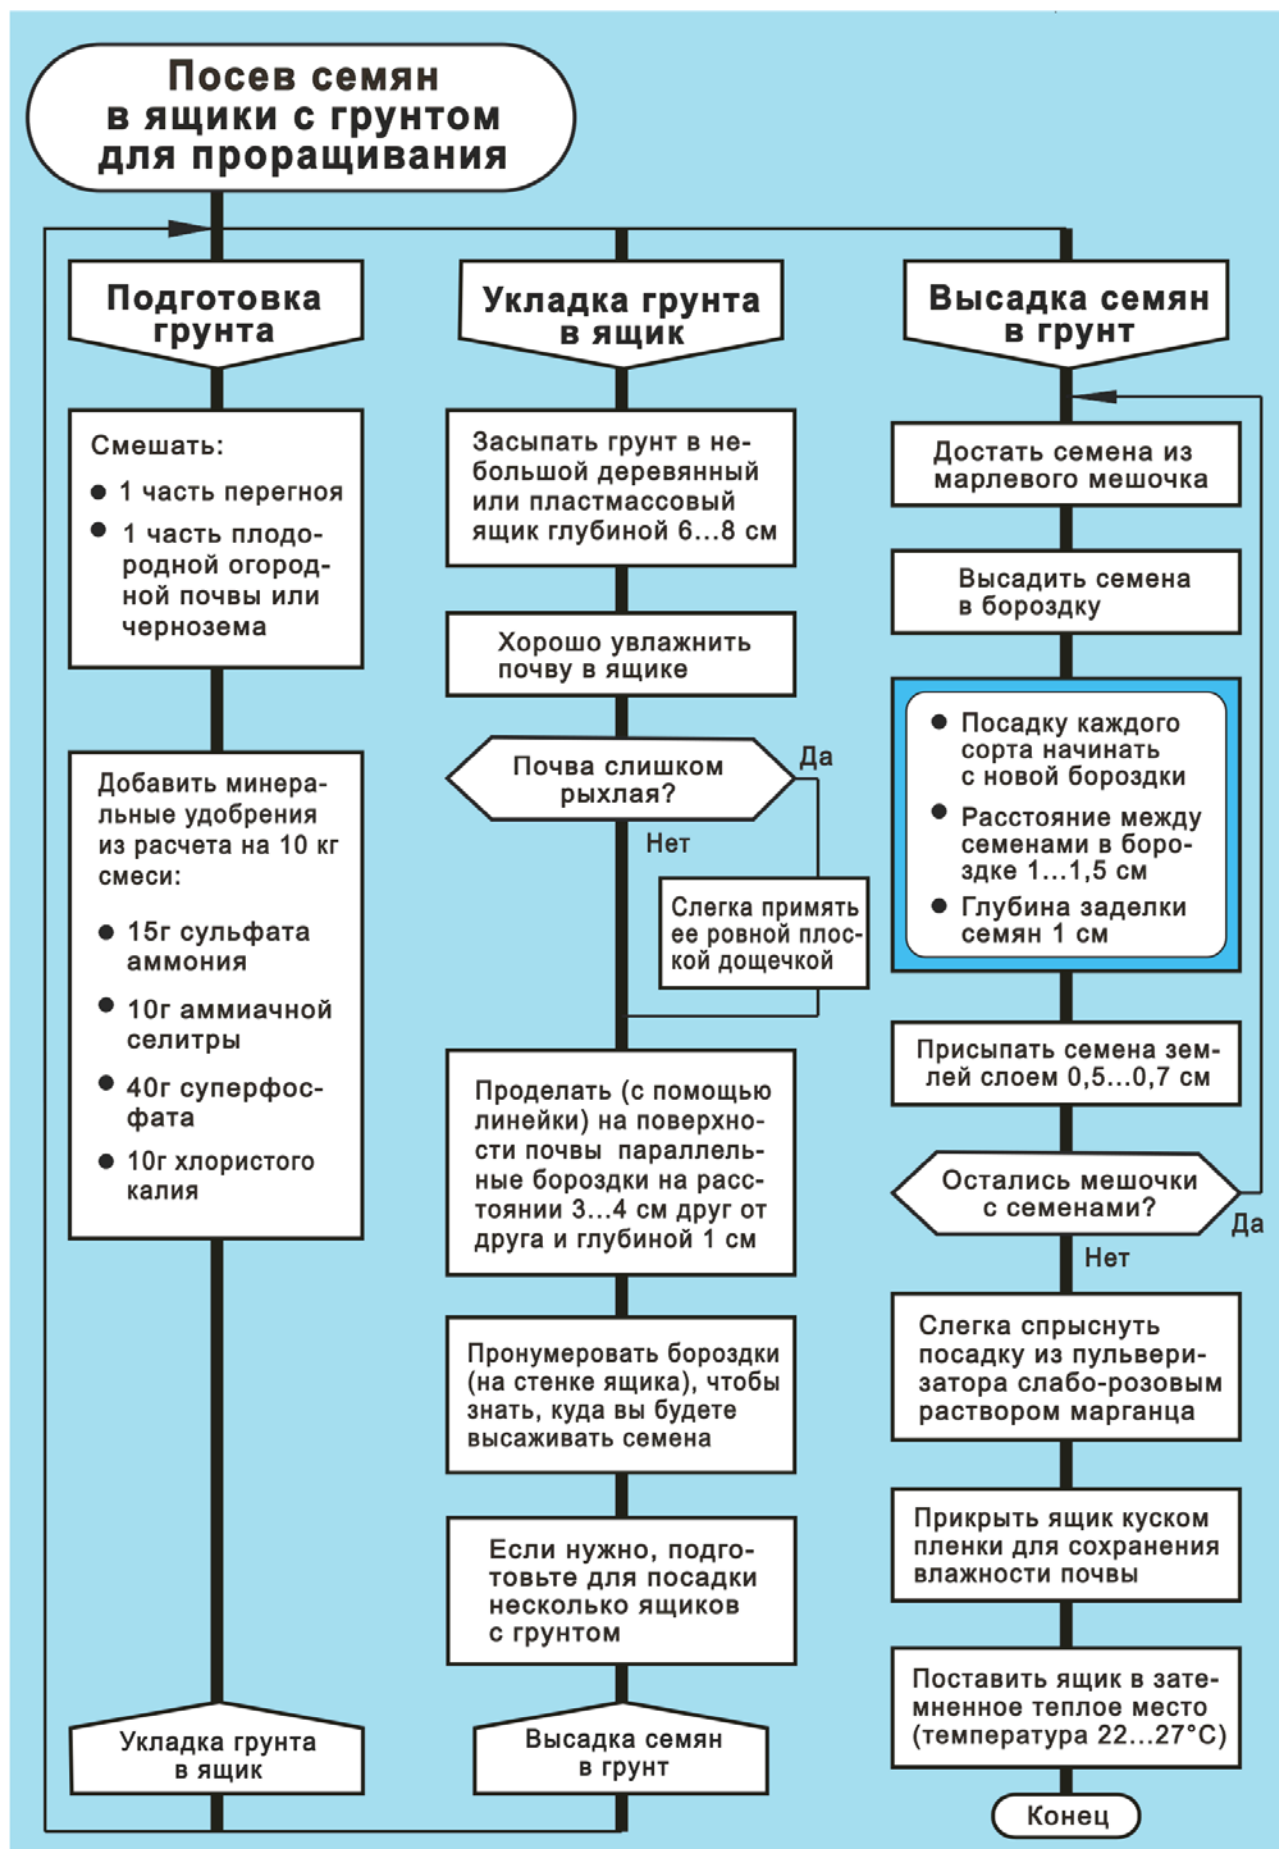 Посев семян
в ящики с грунтом
для проращивания
Подготовка
грунта
Смешать:
● 1 часть перегноя
● 1 часть плодо-
родной огород-
ной почвы или
чернозема
Добавить минера-
льные удобрения
из расчета на 10 кг
смеси:
● 15г сульфата
аммония
● 10г аммиачной
селитры
● 40г суперфос-
фата
● 10г хлористого
калия
Укладка грунта
в ящик
Укладка грунта
в ящик
Засыпать грунт в не-
большой деревянный
или пластмассовый
ящик глубиной 6...8 см
Хорошо увлажнить
почву в ящике
Почва слишком
рыхлая?
Да
Нет
Слегка примять
ее ровной плос-
кой дощечкой
Проделать (с помощью
линейки) на поверхно-
сти почвы параллель-
ные бороздки на расс-
тоянии 3...4 см друг от
друга и глубиной 1 см
Пронумеровать бороздки
(на стенке ящика), чтобы
знать, куда вы будете
высаживать семена
Если нужно, подго-
товьте для посадки
несколько ящиков
с грунтом
Высадка семян
в грунт
Высадка семян
в грунт
Достать семена из
марлевого мешочка
Высадить семена
в бороздку
● Посадку каждого
сорта начинать
с новой бороздки
● Расстояние между
семенами в боро-
здке 1...1,5 см
● Глубина заделки
семян 1 см
Присыпать семена зем-
лей слоем 0,5...0,7 см
Остались мешочки
с семенами?
Да
Нет
Слегка спрыснуть
посадку из пульвери-
затора слабо-розовым
раствором марганца
Прикрыть ящик куском
пленки для сохранения
влажности почвы
Поставить ящик в зате-
мненное теплое место
(температура 22...27°С)
Конец